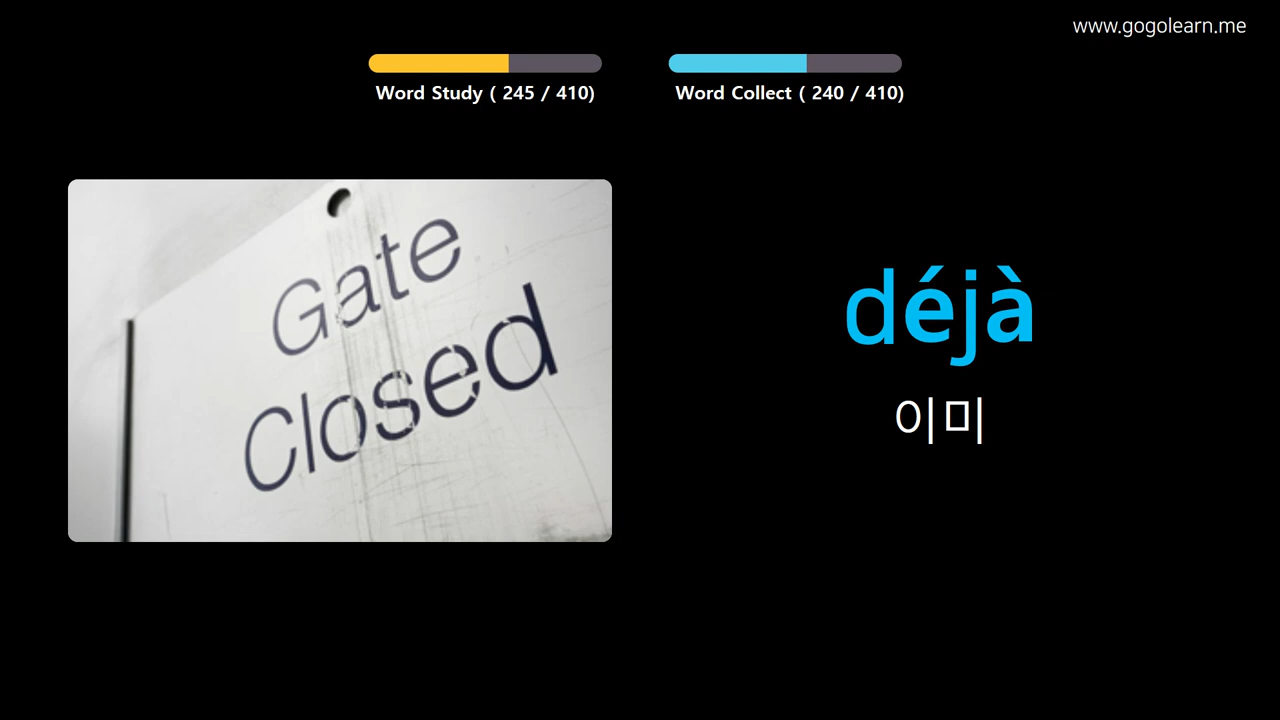 www.gogolearn.me
Word Study ( 245 / 410)
Word Collect ( 240 / 410)
Gate
Closed
déjà
이미